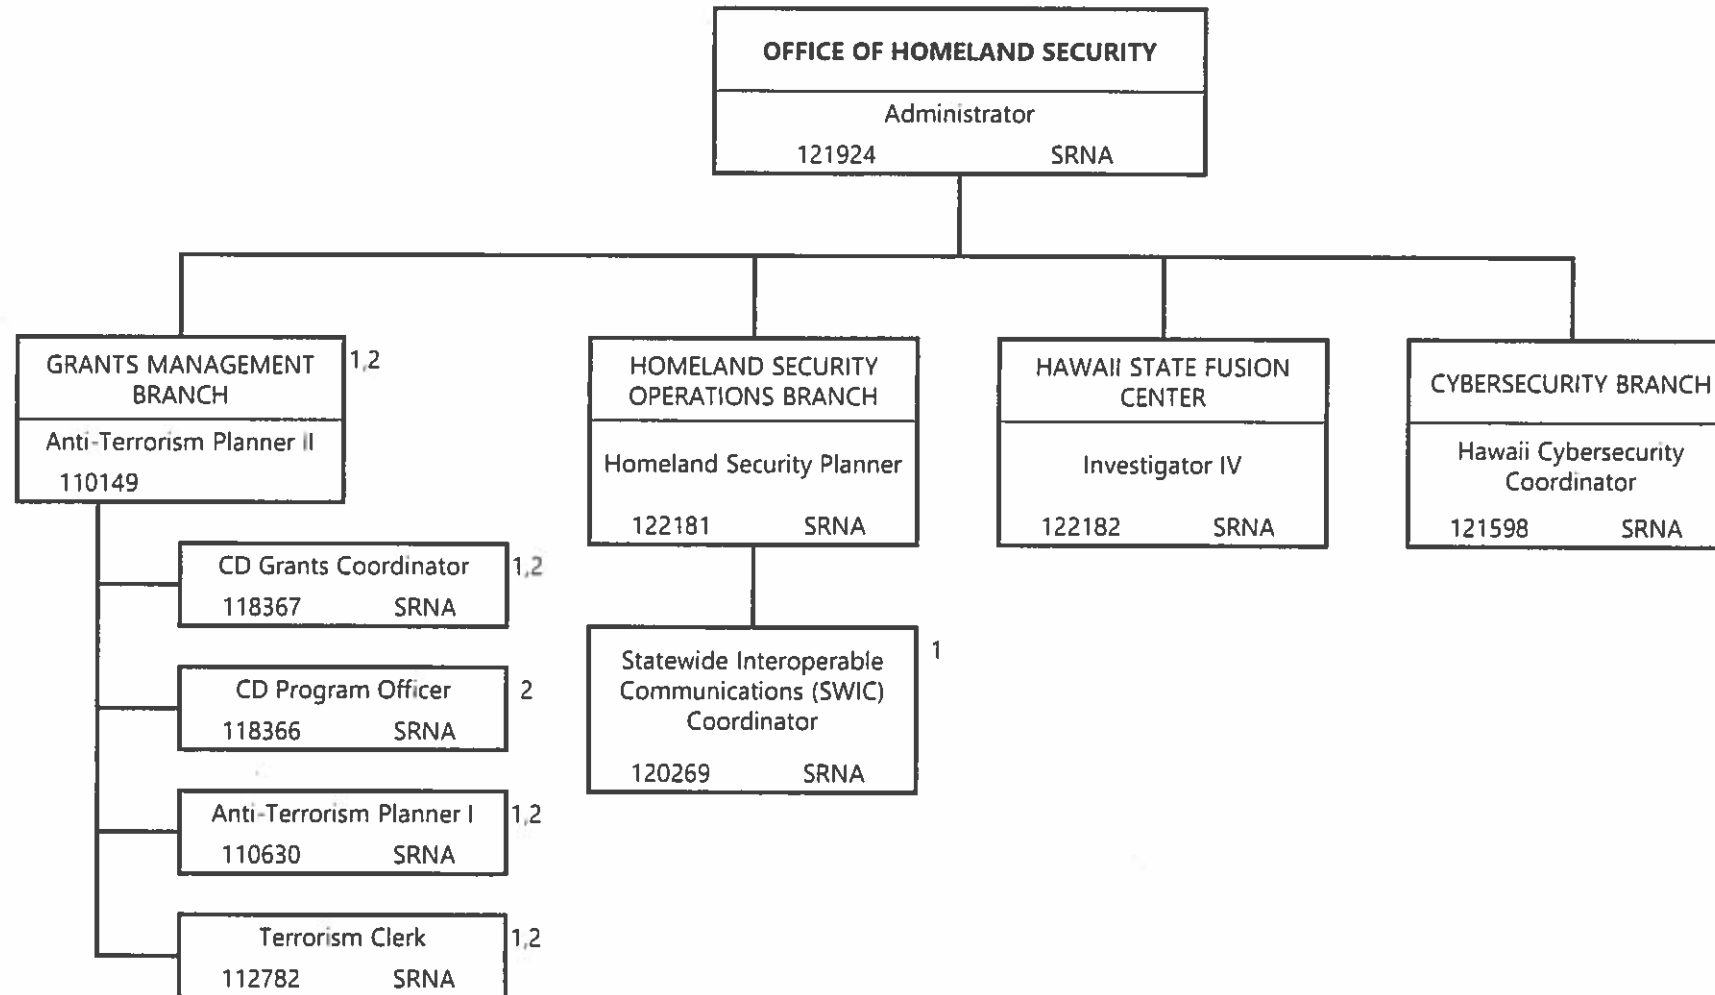 OFFICE OF HOMELAND SECURITY
Administrator
121924 SRNA
GRANTS MANAGEMENT
BRANCH
1,2
Anti-Terrorism Planner II
110149
CD Grants Coordinator
1,2
118367 SRNA
CD Program Officer
2
118366 SRNA
Anti-Terrorism Planner I
1,2
110630 SRNA
Terrorism Clerk
1,2
112782 SRNA
HOMELAND SECURITY
OPERATIONS BRANCH
Homeland Security Planner
122181 SRNA
Statewide Interoperable
Communications (SWIC)
Coordinator
1
120269 SRNA
HAWAII STATE FUSION
CENTER
Investigator IV
122182 SRNA
CYBERSECURITY BRANCH
Hawaii Cybersecurity
Coordinator
121598 SRNA